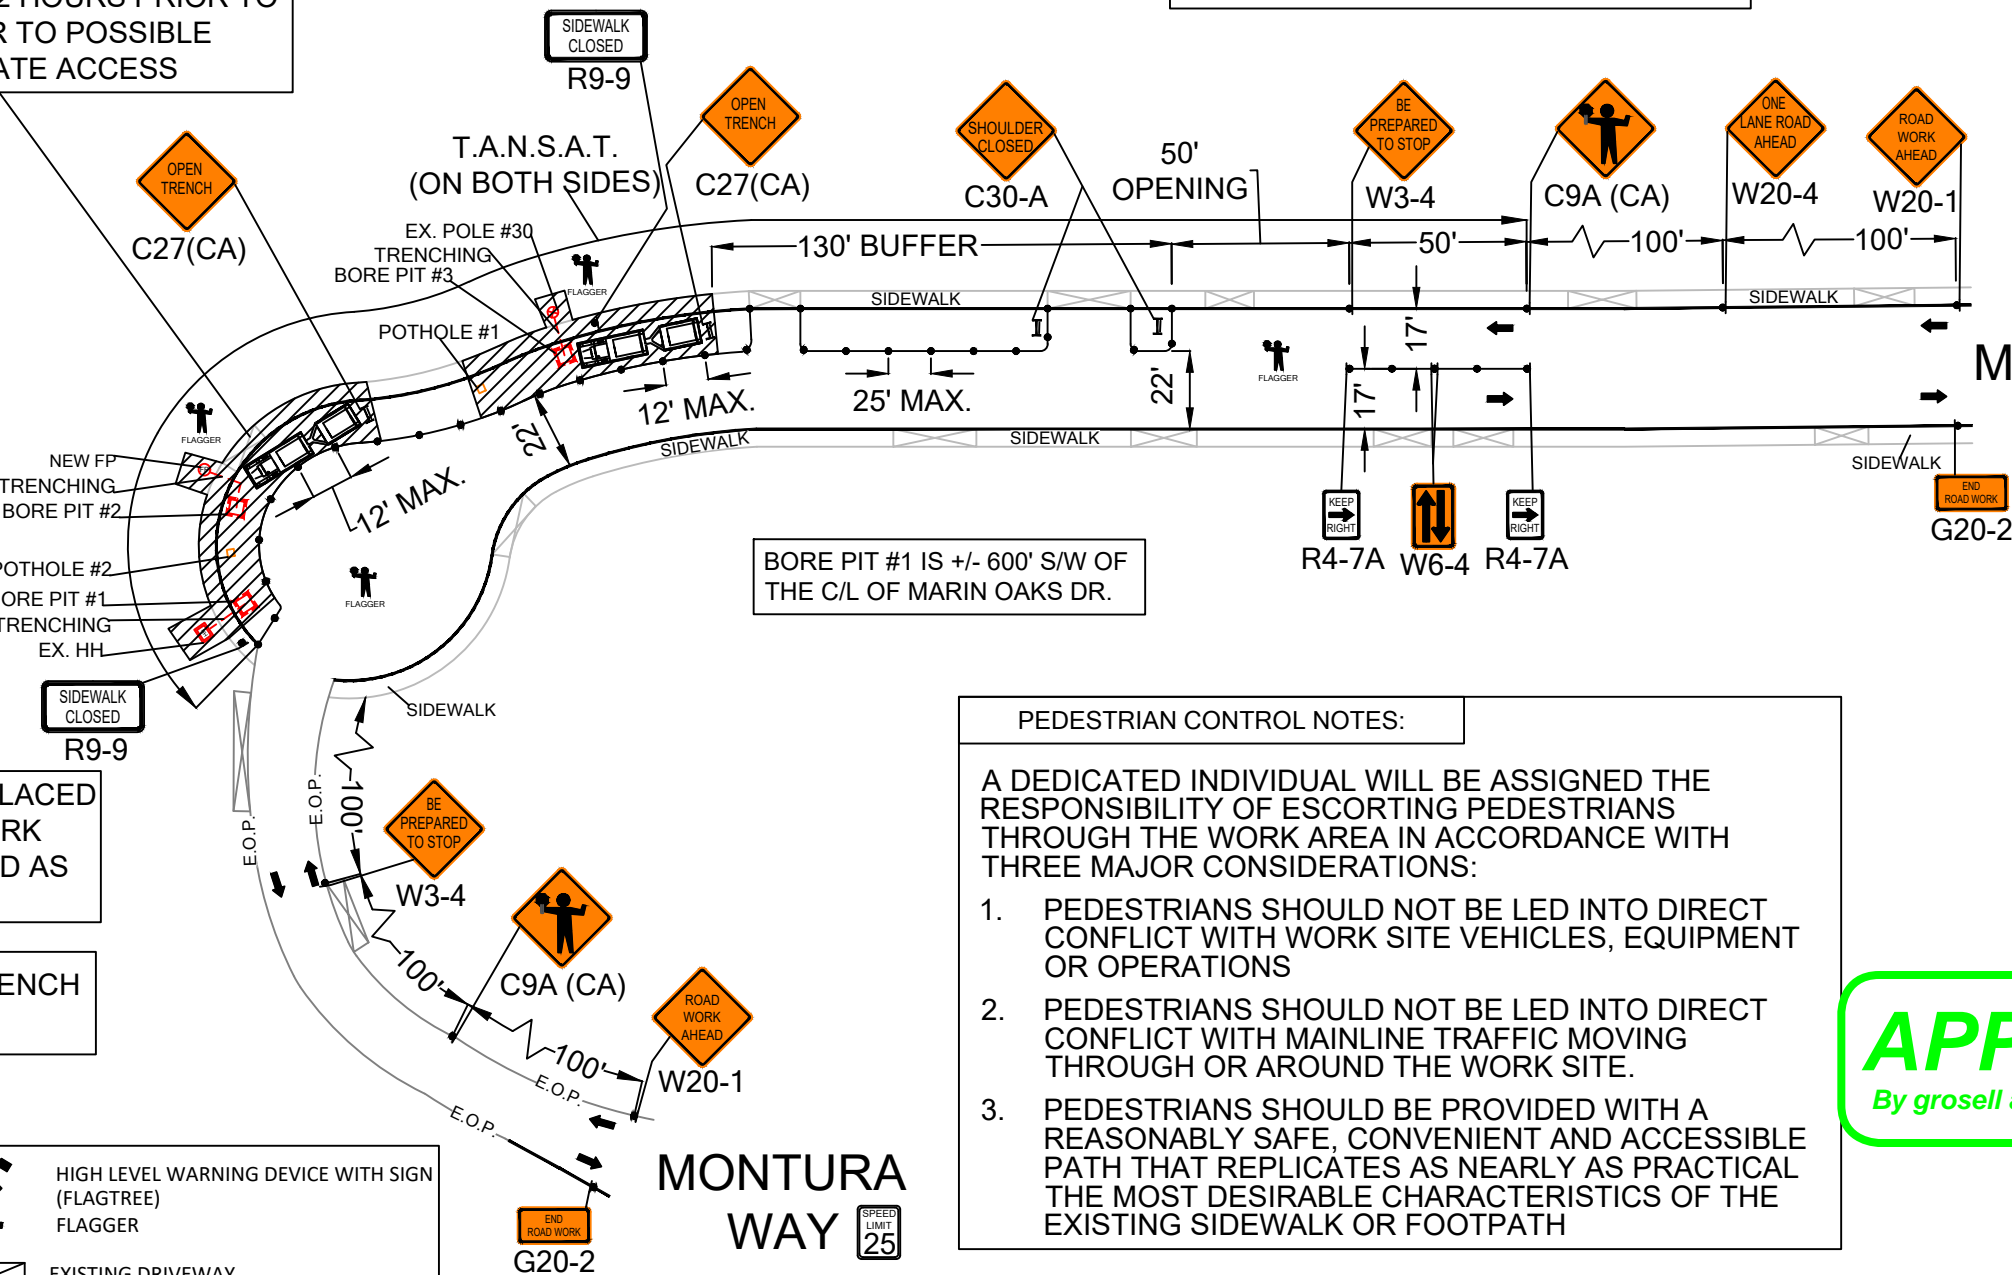 2 HOURS PRIOR TO
R TO POSSIBLE
ATE ACCESS
SIDEWALK
CLOSED
R9-9
OPEN
TRENCH
C27(CA)
T.A.N.S.A.T.
(ON BOTH SIDES)
OPEN
TRENCH
C27(CA)
SHOULDER
CLOSED
C30-A
50'
OPENING
BE
PREPARED
TO STOP
W3-4
C9A (CA)
ONE
LANE ROAD
AHEAD
W20-4
ROAD
WORK
AHEAD
W20-1
EX. POLE #30
TRENCHING
BORE PIT #3
POTHOLE #1
FLAGGER
130' BUFFER
50'
100'
100'
SIDEWALK
SIDEWALK
17'
17'
22'
22'
12' MAX.
25' MAX.
FLAGGER
M
SIDEWALK
SIDEWALK
SIDEWALK
FLAGGER
NEW FP
TRENCHING
BORE PIT #2
POTHOLE #2
ORE PIT #1
TRENCHING
EX. HH
12' MAX.
FLAGGER
KEEP
RIGHT
R4-7A
W6-4
KEEP
RIGHT
R4-7A
END
ROAD WORK
G20-2
BORE PIT #1 IS +/- 600' S/W OF
THE C/L OF MARIN OAKS DR.
SIDEWALK
CLOSED
R9-9
SIDEWALK
LACED
RK
D AS
ENCH
E.O.P.
E.O.P.
100'
BE
PREPARED
TO STOP
W3-4
100'
C9A (CA)
100'
ROAD
WORK
AHEAD
W20-1
E.O.P.
E.O.P.
END
ROAD WORK
G20-2
MONTURA
WAY
SPEED
LIMIT
25
PEDESTRIAN CONTROL NOTES:
A DEDICATED INDIVIDUAL WILL BE ASSIGNED THE
RESPONSIBILITY OF ESCORTING PEDESTRIANS
THROUGH THE WORK AREA IN ACCORDANCE WITH
THREE MAJOR CONSIDERATIONS:
1. PEDESTRIANS SHOULD NOT BE LED INTO DIRECT
CONFLICT WITH WORK SITE VEHICLES, EQUIPMENT
OR OPERATIONS
2. PEDESTRIANS SHOULD NOT BE LED INTO DIRECT
CONFLICT WITH MAINLINE TRAFFIC MOVING
THROUGH OR AROUND THE WORK SITE.
3. PEDESTRIANS SHOULD BE PROVIDED WITH A
REASONABLY SAFE, CONVENIENT AND ACCESSIBLE
PATH THAT REPLICATES AS NEARLY AS PRACTICAL
THE MOST DESIRABLE CHARACTERISTICS OF THE
EXISTING SIDEWALK OR FOOTPATH
APP
By grosell a
HIGH LEVEL WARNING DEVICE WITH SIGN
(FLAGTREE)
FLAGGER
EXISTING DRIVEWAY